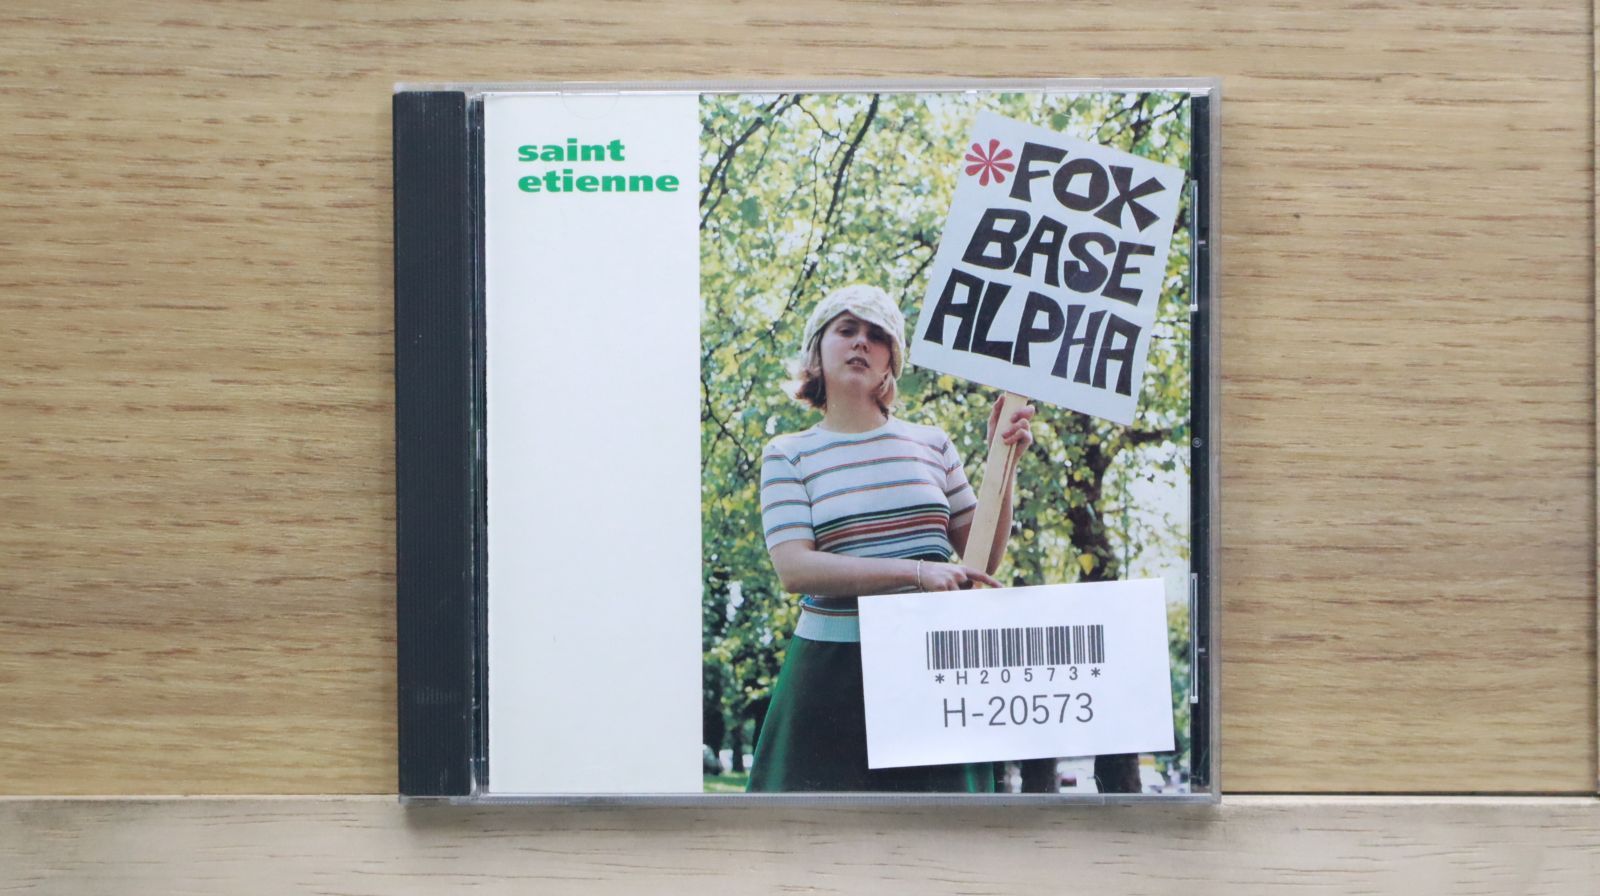 saint
etienne
*FOX
BASE
ALPHA
*H20573*
H-20573